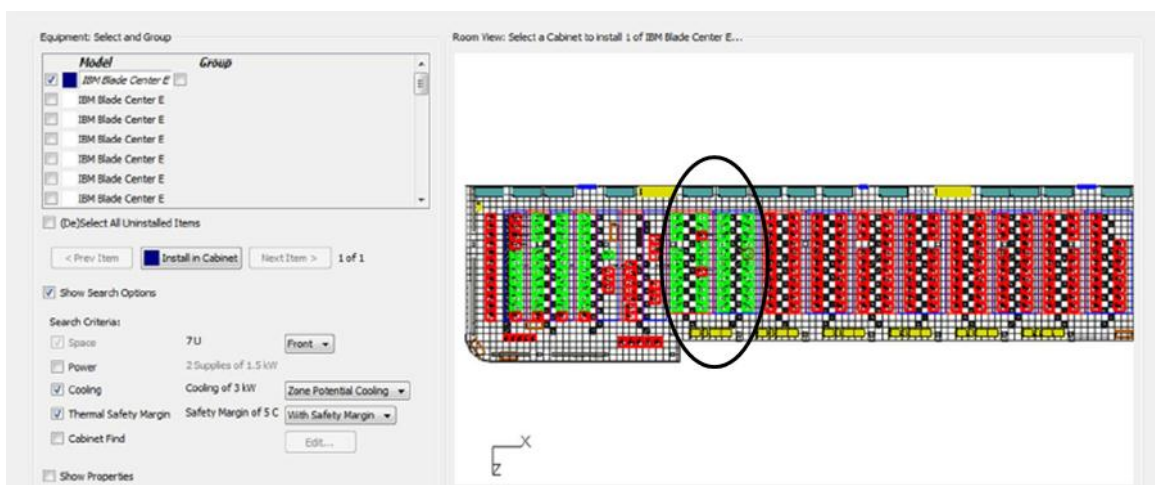 Equipment: Select and Group
Model Group
IBM Blade Center E
IBM Blade Center E
IBM Blade Center E
IBM Blade Center E
IBM Blade Center E
IBM Blade Center E
IBM Blade Center E
(De)Select All Uninstalled Items
< Prev Item Install in Cabinet Next Item > 1 of 1
Show Search Options
Search Criteria:
Space 7U Front
Power 2 Supplies of 1.5 kW
Cooling Cooling of 3 kW Zone Potential Cooling
Thermal Safety Margin Safety Margin of 5 C With Safety Margin
Cabinet Find Edit...
Show Properties
Room View: Select a Cabinet to install 1 of IBM Blade Center E...
X
Z